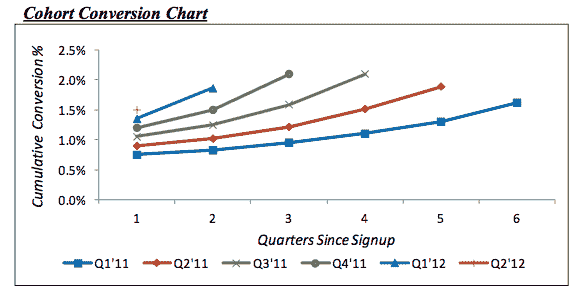 Cohort Conversion Chart
Cumulative Conversion%
2.5%
2.0%
1.5%
1.0%
0.5%
0.0%
1 2 3 4 5 6
Quarters Since Signup
Q1'11 Q2'11 Q3'11 Q4'11 Q1'12 Q2'12